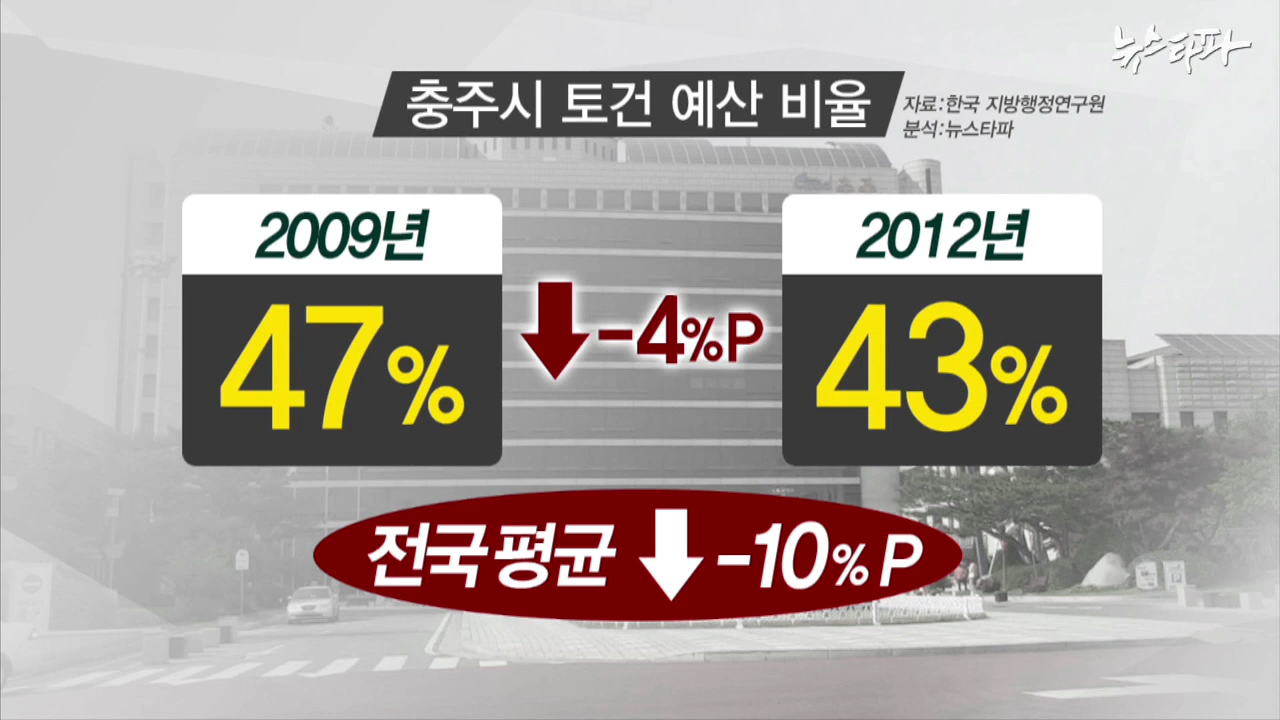 뉴스타파
충주시 토건 예산 비율
자료:한국 지방행정연구원
분석:뉴스타파
2009년
47%
-4%P
2012년
43%
전국평균 -10% P